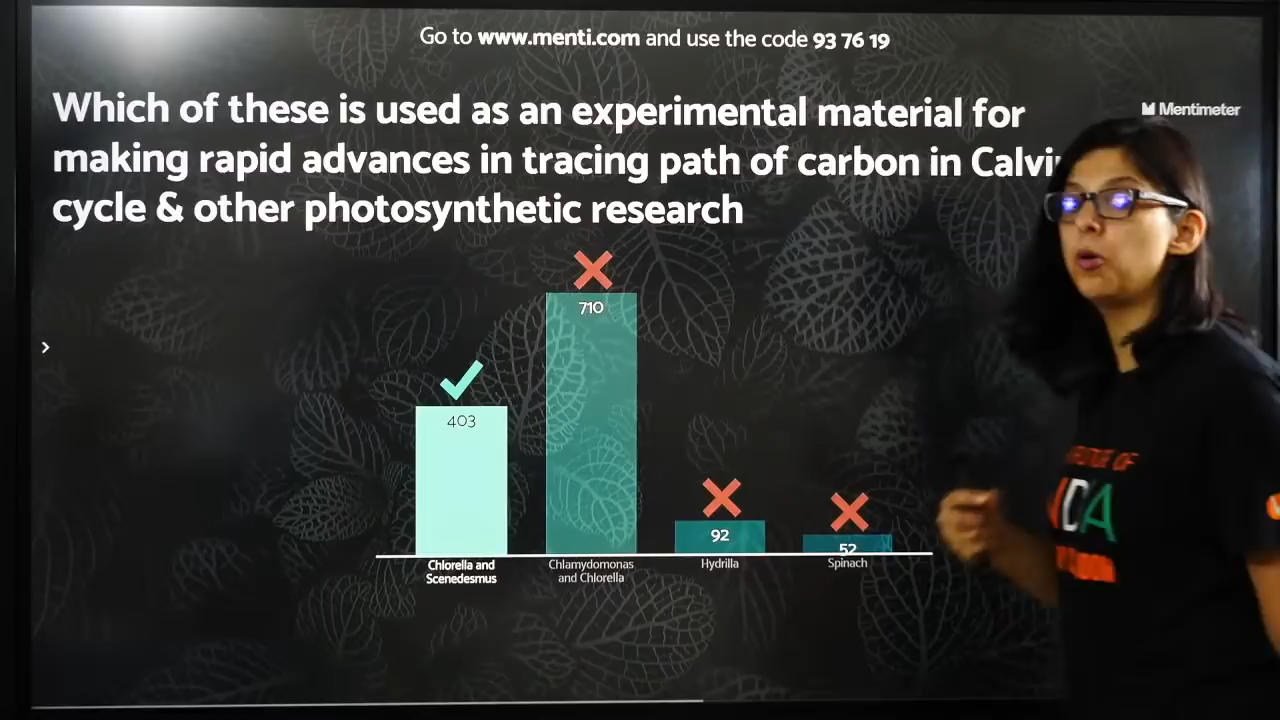 Go to www.menti.com and use the code 93 76 19
Which of these is used as an experimental material for
Mentimeter
making rapid advances in tracing path of carbon in
cycle & other photosynthetic research
710
403
92
52
Chlorella and
Scenedesmus
Chlamydomonas
and Chlorella
Hydrilla
Spinach
OF